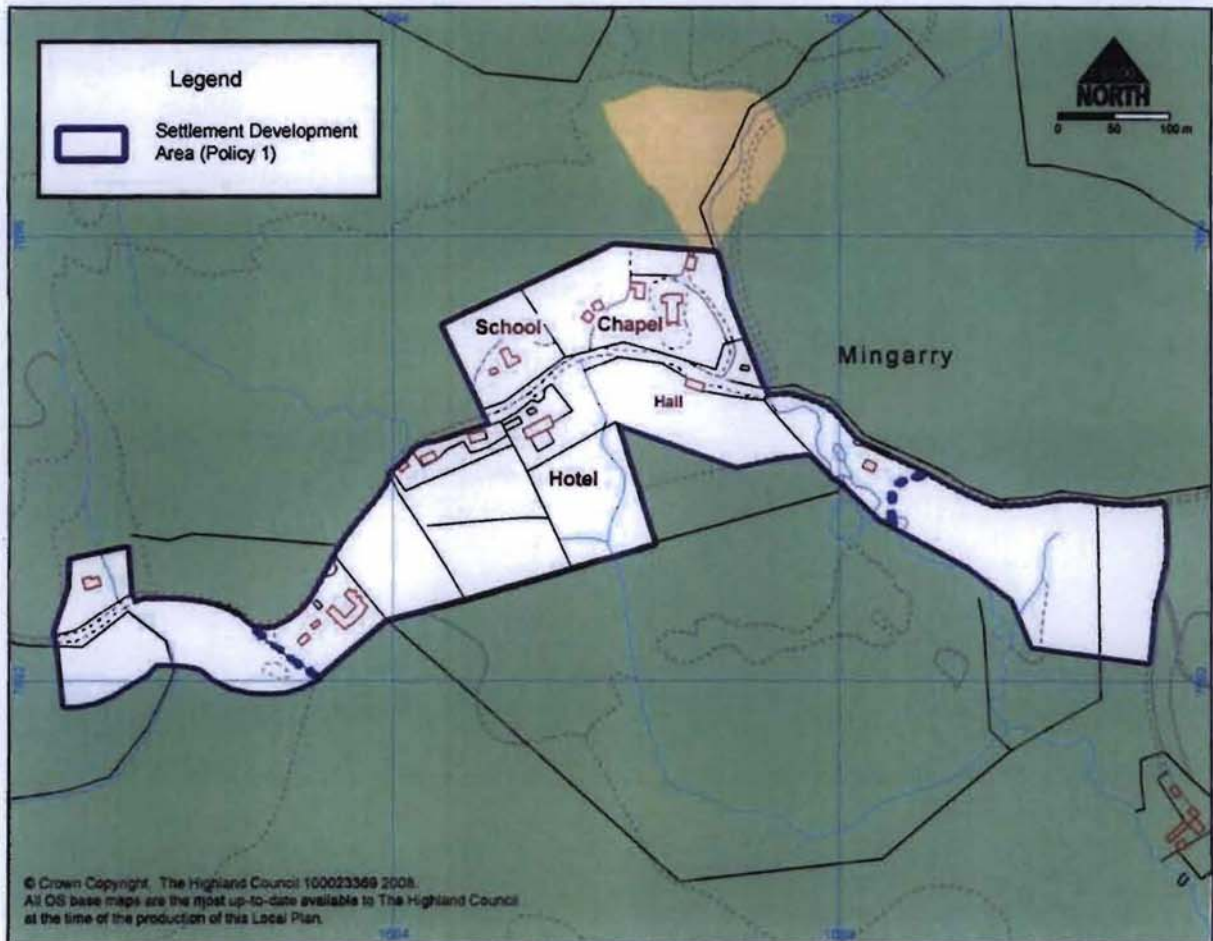 Legend
Settlement Development
Area (Policy 1)
NORTH
0 50 100 m
School
Chapel
Mingarry
Hall
Hotel
© Crown Copyright. The Highland Council 100023369 2008.
All OS base maps are the most up-to-date available to The Highland Council
at the time of the production of this Local Plan.